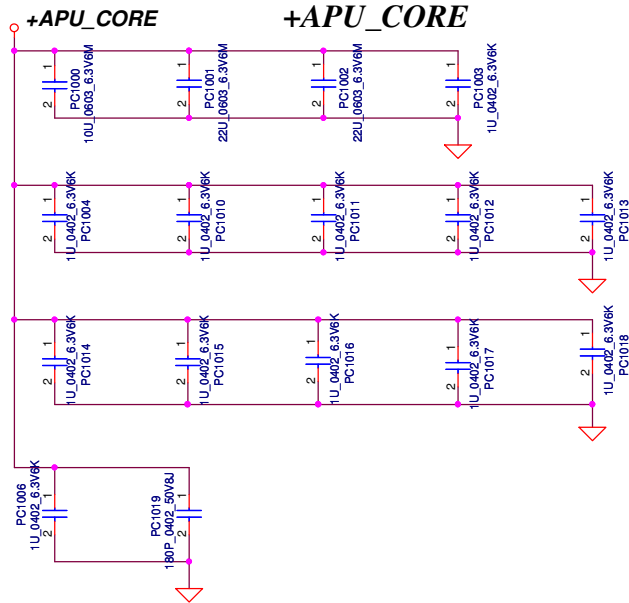 +APU_CORE
+APU_CORE
1
2
PC1000
10U_0603_6.3V6M
1
2
PC1001
22U_0603_6.3V6M
1
2
PC1002
22U_0603_6.3V6M
1
2
PC1003
1U_0402_6.3V6K
1
2
1U_0402_6.3V6K
PC1004
1
2
1U_0402_6.3V6K
PC1010
1
2
1U_0402_6.3V6K
PC1011
1
2
1U_0402_6.3V6K
PC1012
1
2
1U_0402_6.3V6K
PC1013
1
2
1U_0402_6.3V6K
PC1014
1
2
1U_0402_6.3V6K
PC1015
1
2
1U_0402_6.3V6K
PC1016
1
2
1U_0402_6.3V6K
PC1017
1
2
1U_0402_6.3V6K
PC1018
PC1006
1U_0402_6.3V6K
1
2
PC1019
180P_0402_50V8J
1
2